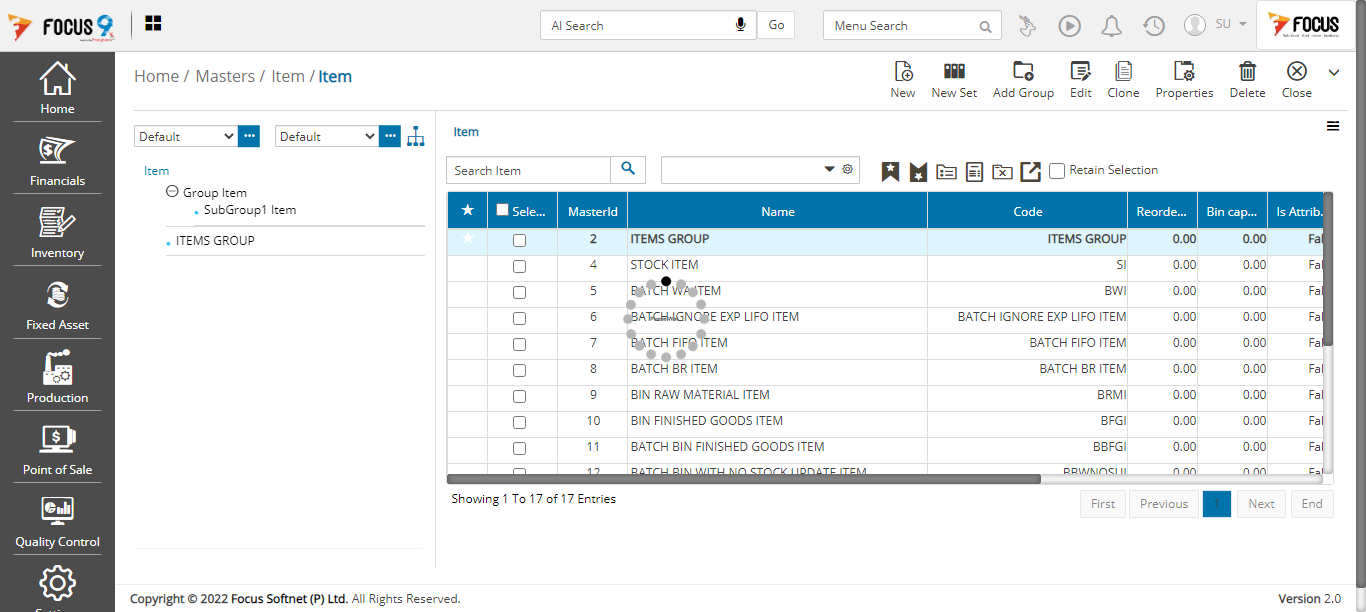 FOCUS 9
AI Search
Go
Menu Search
SU
FOCUS
Home
Financials
Inventory
Fixed Asset
Production
Point of Sale
Quality Control
Home / Masters / Item / Item
New
New Set
Add Group
Edit
Clone
Properties
Delete
Close
Default
Default
Item
Group Item
SubGroup1 Item
ITEMS GROUP
Item
Search Item
Retain Selection
Sele... MasterId Name Code Reorde... Bin cap... Is Attrib.
2 ITEMS GROUP ITEMS GROUP 0.00 0.00 Fal
4 STOCK ITEM SI 0.00 0.00 Fal
5 BATCH WA ITEM BWI 0.00 0.00 Fal
6 BATCH IGNORE EXP LIFO ITEM BATCH IGNORE EXP LIFO ITEM 0.00 0.00 Fal
7 BATCH FIFO ITEM BATCH FIFO ITEM 0.00 0.00 Fal
8 BATCH BR ITEM BATCH BR ITEM 0.00 0.00 Fal
9 BIN RAW MATERIAL ITEM BRMI 0.00 0.00 Fal
10 BIN FINISHED GOODS ITEM BFGI 0.00 0.00 Fal
11 BATCH BIN FINISHED GOODS ITEM BBFGI 0.00 0.00 Fal
12 BATCH BIN WITH NO STOCK UPDATE ITEM BBWNOSUI 0.00 0.00 Fal
Showing 1 To 17 of 17 Entries
First
Previous
1
Next
End
Copyright © 2022 Focus Softnet (P) Ltd. All Rights Reserved.
Version 2.0